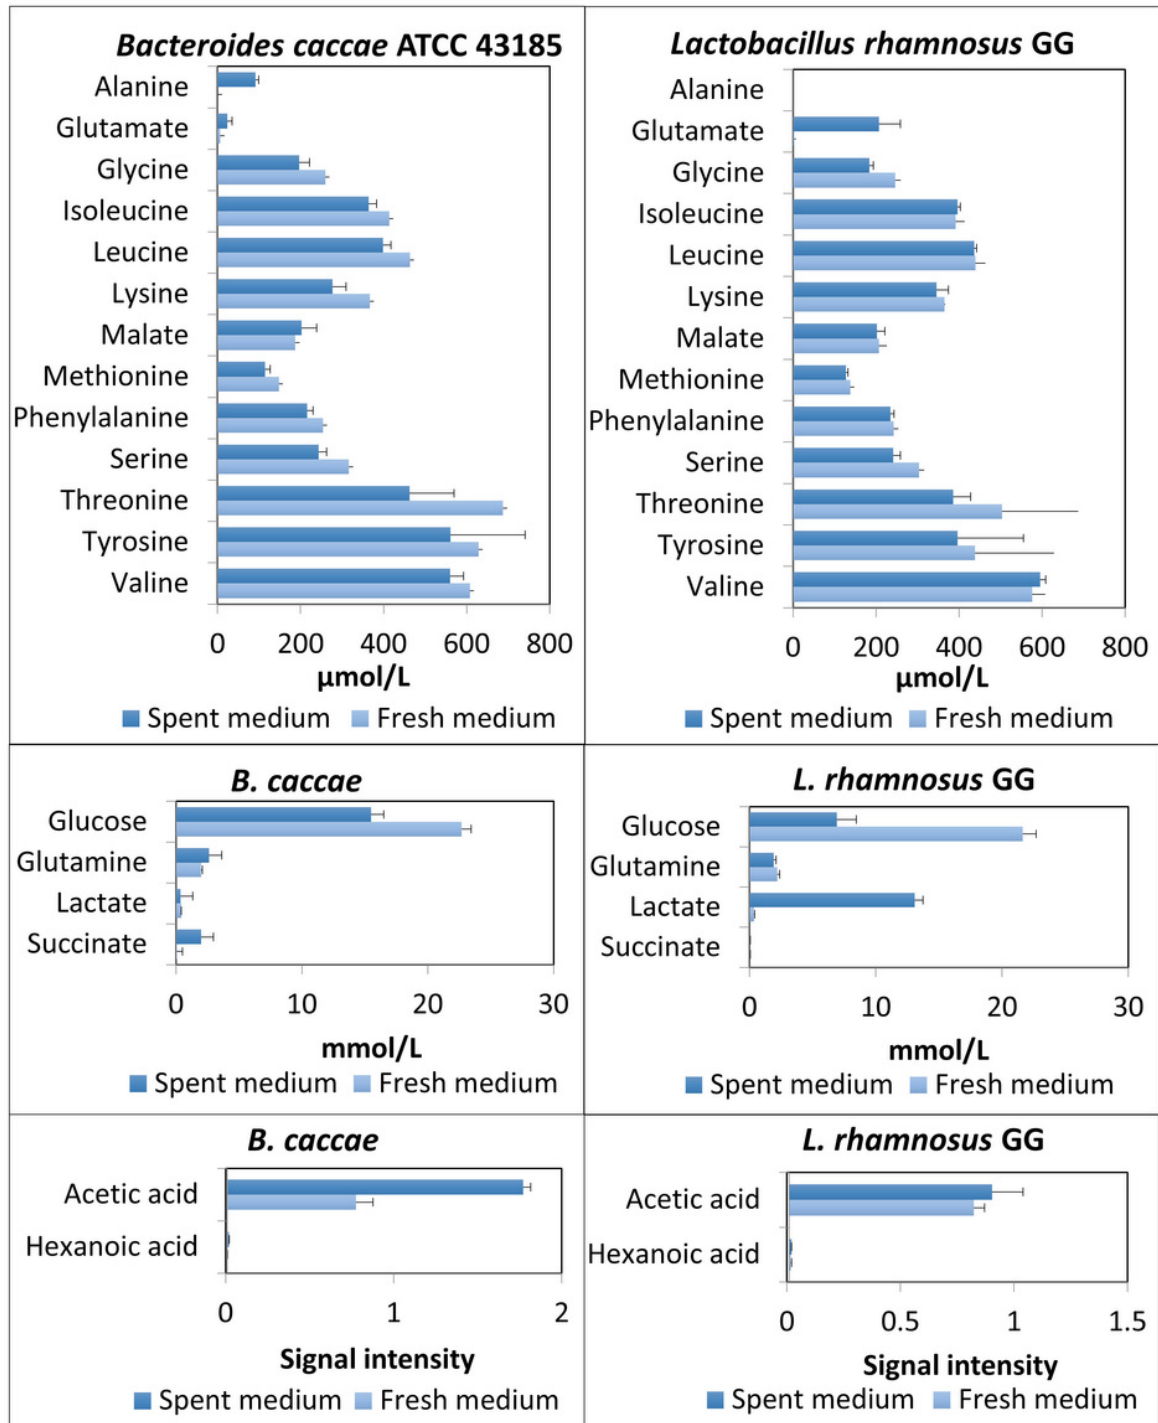 Bacteroides caccae ATCC 43185
Alanine
Glutamate
Glycine
Isoleucine
Leucine
Lysine
Malate
Methionine
Phenylalanine
Serine
Threonine
Tyrosine
Valine
0 200 400 600 800
µmol/L
Spent medium Fresh medium
Lactobacillus rhamnosus GG
Alanine
Glutamate
Glycine
Isoleucine
Leucine
Lysine
Malate
Methionine
Phenylalanine
Serine
Threonine
Tyrosine
Valine
0 200 400 600 800
µmol/L
Spent medium Fresh medium
B. caccae
Glucose
Glutamine
Lactate
Succinate
0 10 20 30
mmol/L
Spent medium Fresh medium
L. rhamnosus GG
Glucose
Glutamine
Lactate
Succinate
0 10 20 30
mmol/L
Spent medium Fresh medium
B. caccae
Acetic acid
Hexanoic acid
0 1 2
Signal intensity
Spent medium Fresh medium
L. rhamnosus GG
Acetic acid
Hexanoic acid
0 0.5 1 1.5
Signal intensity
Spent medium Fresh medium